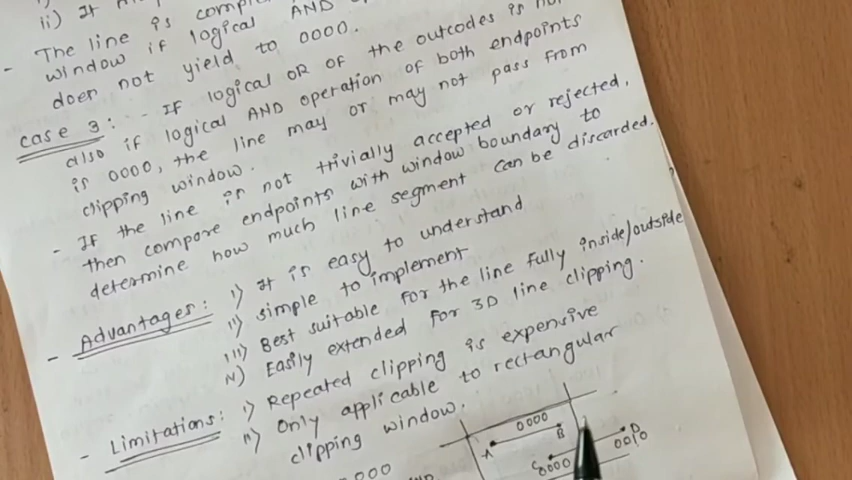 ii) It
- The line is compl
window if logical AND
does not yield to 0000.
case 3: - If logical OR of the outcodes is no
also if logical AND operation of both endpoints
is 0000, the line may or may not pass from
clipping window.
- If the line is not trivially accepted or rejected,
then compare endpoints with window boundary to
determine how much line segment can be discarded.
- Advantages: i) It is easy to understand
ii) simple to implement
iii) Best suitable for the line fully inside/outside
iv) Easily extended for 3D line clipping.
- Limitations: i) Repeated clipping is expensive
ii) Only applicable to rectangular
clipping window.
0000
A B
D
0010
C 0000
0000